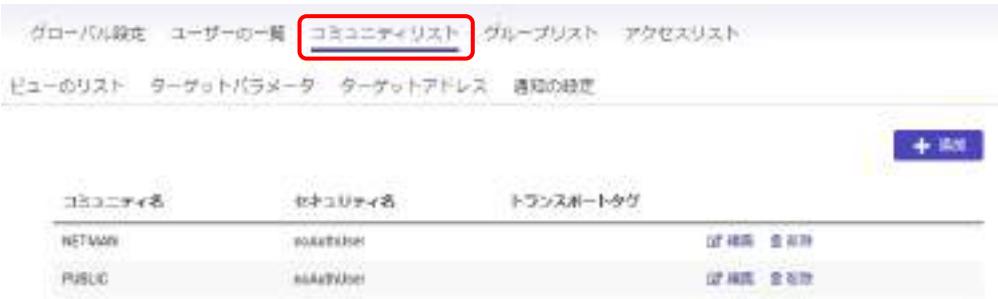 グローバル設定 ユーザーの一覧 コミュニティリスト グループリスト アクセスリスト
ビューのリスト ターゲットパラメータ ターゲットアドレス 通知の設定
+ 追加
コミュニティ名 セキュリティ名 トランスポートタグ
NETMAN noAuthUser 編集 削除
PUBLIC noAuthUser 編集 削除